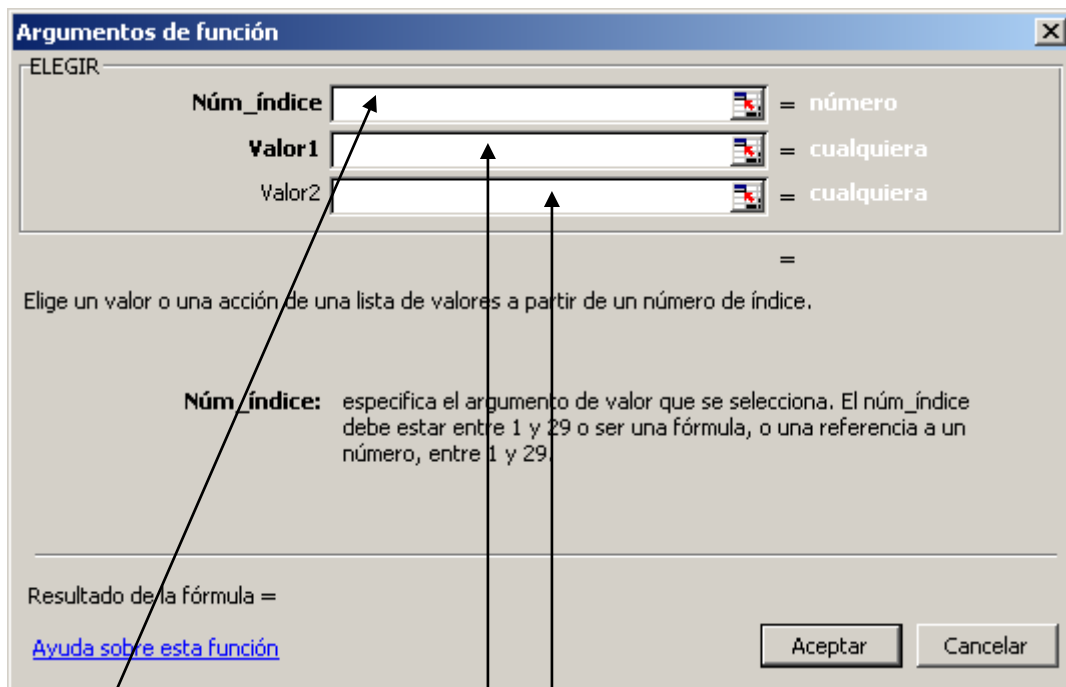 Argumentos de función
ELEGIR
Núm_índice = número
Valor1 = cualquiera
Valor2 = cualquiera
=
Elige un valor o una acción de una lista de valores a partir de un número de índice.
Núm_índice: especifica el argumento de valor que se selecciona. El núm_índice
debe estar entre 1 y 29 o ser una fórmula, o una referencia a un
número, entre 1 y 29.
Resultado de la fórmula =
Ayuda sobre esta función
Aceptar Cancelar